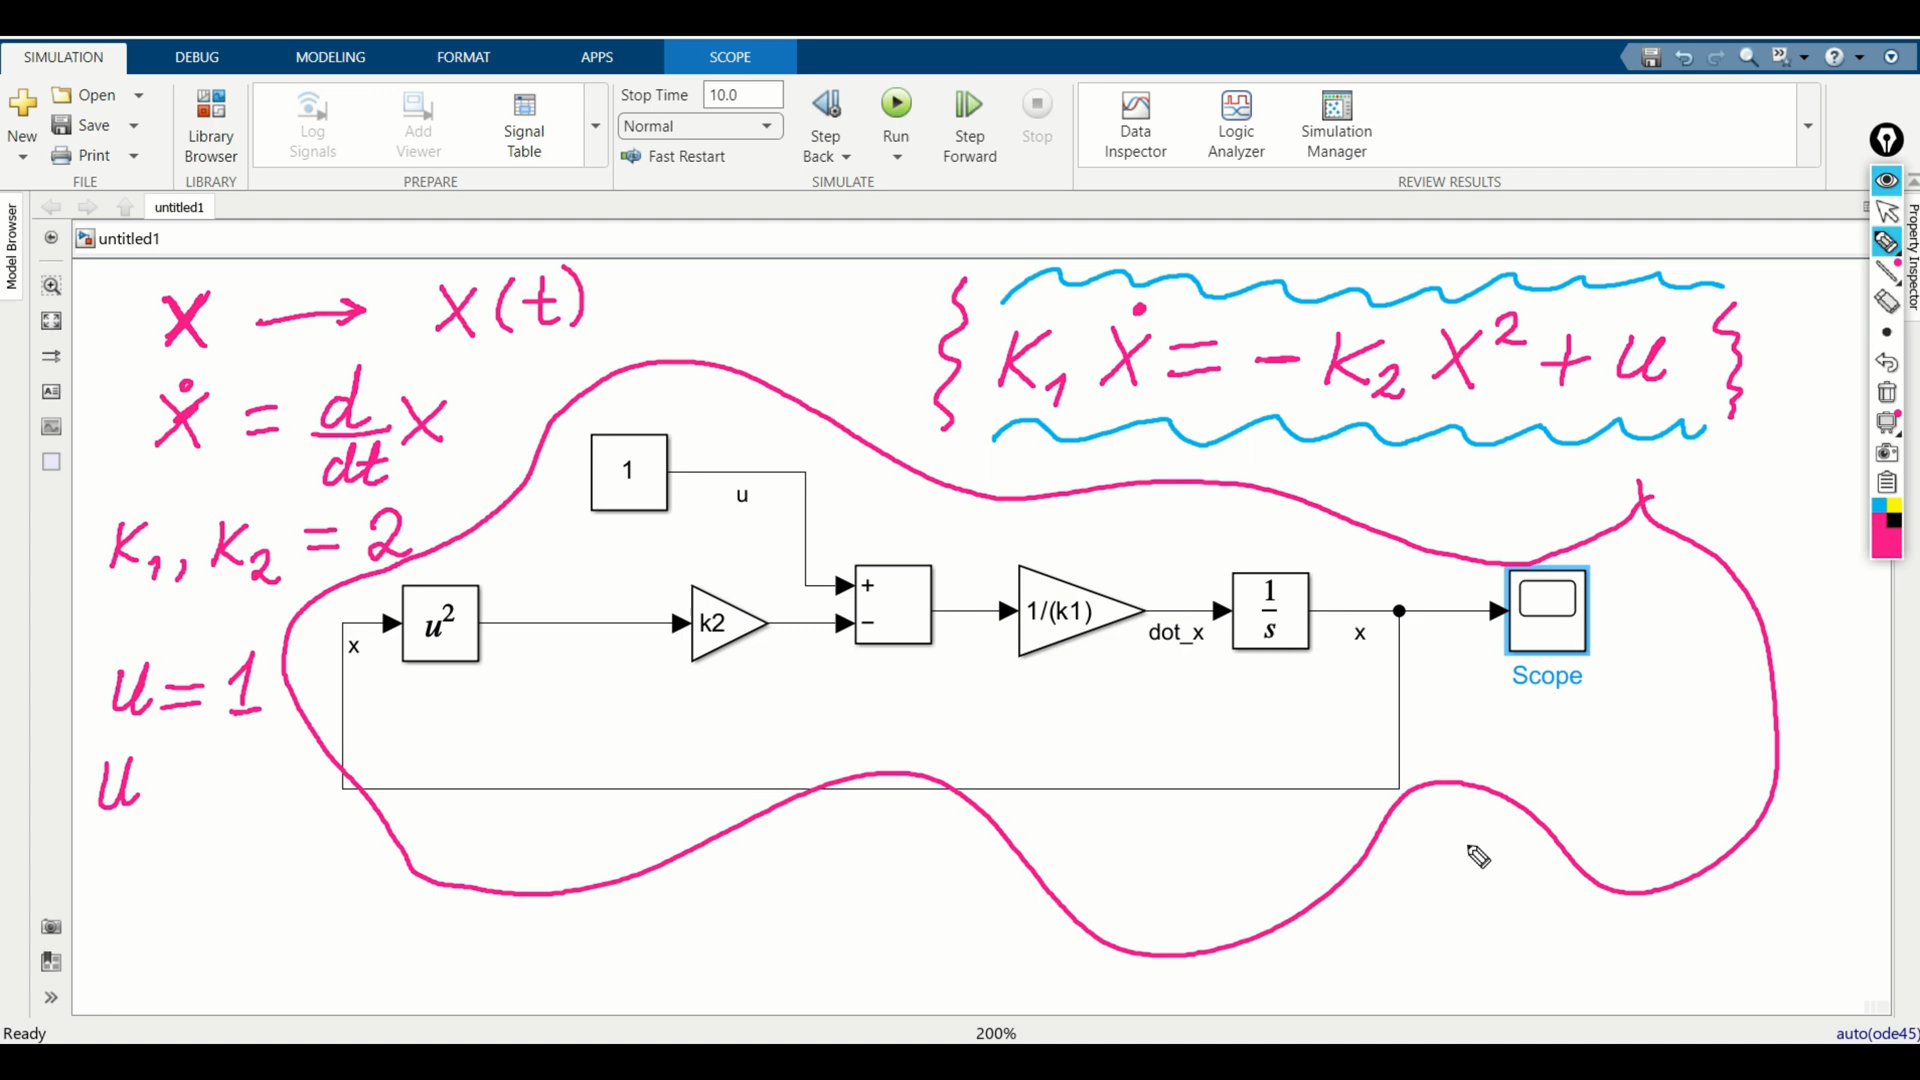 SIMULATION DEBUG MODELING FORMAT APPS SCOPE
New
Open
Save
Print
FILE
Library
Browser
LIBRARY
Log
Signals
Add
Viewer
Signal
Table
PREPARE
Stop Time 10.0
Normal
Fast Restart
Step
Back
Run
Step
Forward
Stop
SIMULATE
Data
Inspector
Logic
Analyzer
Simulation
Manager
REVIEW RESULTS
Model Browser
untitled1
untitled1
Property Inspector
x → x(t)
ẋ = d/dt x
K₁, K₂ = 2
u = 1
u
K₁ ẋ = - K₂ x² + u
1
u
x
u²
k2
+
−
1/(k1)
dot_x
1/s
x
Scope
Ready
200%
auto(ode45)